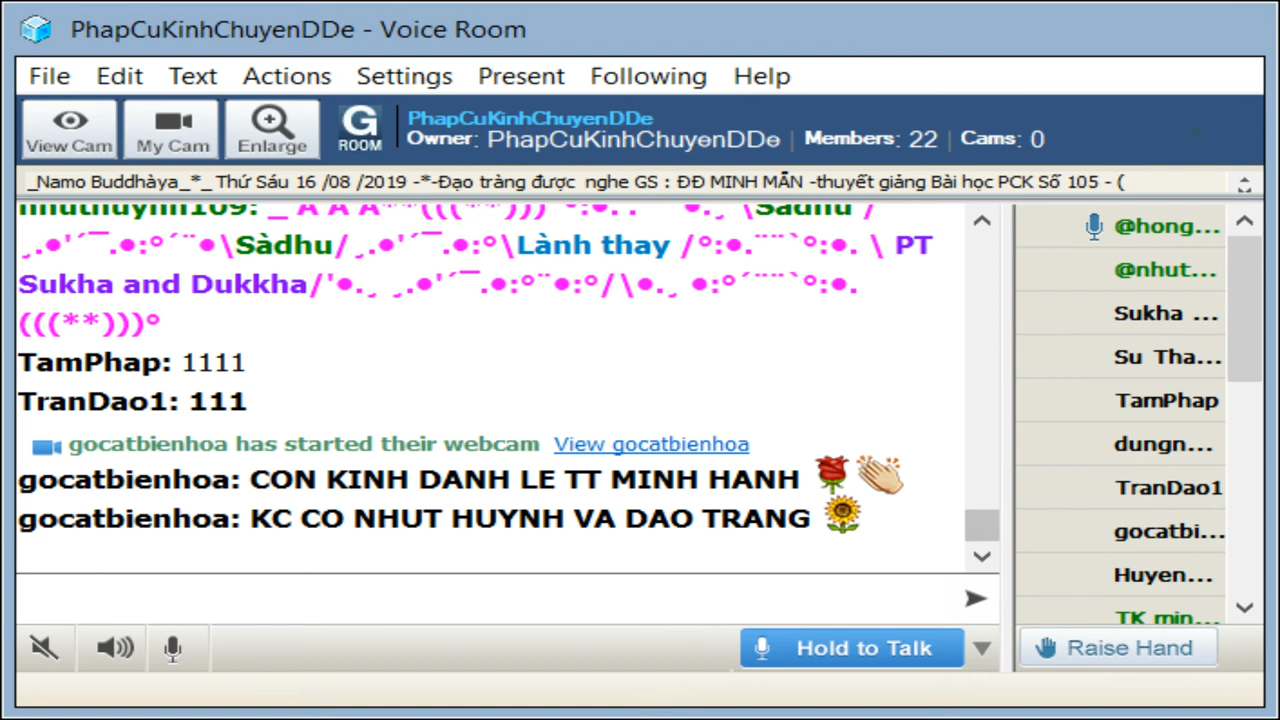 PhapCuKinhChuyenDDe - Voice Room
File Edit Text Actions Settings Present Following Help
View Cam My Cam Enlarge G ROOM
PhapCuKinhChuyenDDe
Owner: PhapCuKinhChuyenDDe | Members: 22 | Cams: 0
_Namo Buddhàya_*_ Thứ Sáu 16 /08 /2019 -*-Đạo tràng được nghe GS : ĐĐ MINH MẪN -thuyết giảng Bài học PCK Số 105 - (
nhuthuynh109: \Sàdhu /
\Sàdhu/ \Lành thay / \ PT
Sukha and Dukkha/
(((**)))°
TamPhap: 1111
TranDao1: 111
gocatbienhoa has started their webcam View gocatbienhoa
gocatbienhoa: CON KINH DANH LE TT MINH HANH
gocatbienhoa: KC CO NHUT HUYNH VA DAO TRANG
@hong...
@nhut...
Sukha ...
Su Tha...
TamPhap
dungn...
TranDao1
gocatbi...
Huyen...
TK min...
Hold to Talk
Raise Hand